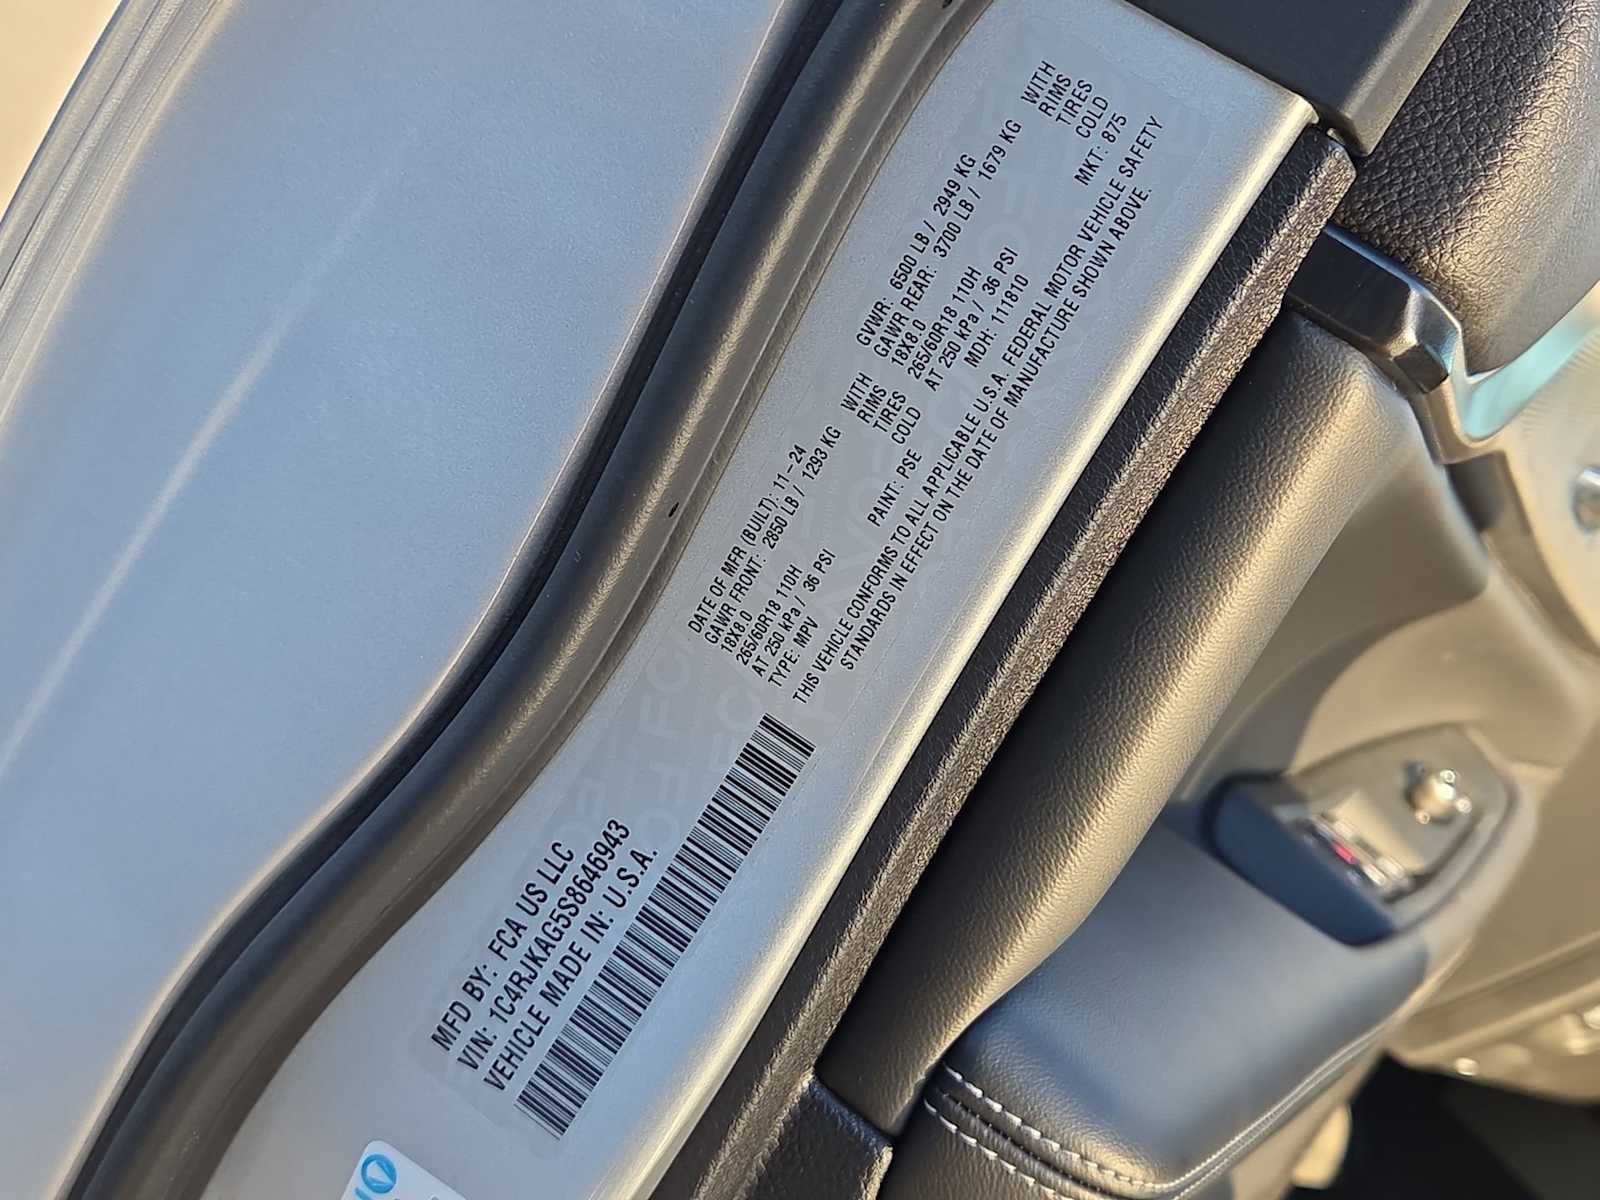 MFD BY: FCA US LLC
VIN: 1C4RJKAG5S8646943
VEHICLE MADE IN: U.S.A.
DATE OF MFR (BUILT): 11-24 GVWR: 6500 LB / 2949 KG
GAWR FRONT: 2850 LB / 1293 KG WITH GAWR REAR: 3700 LB / 1679 KG WITH
18X8.0 RIMS 18X8.0 RIMS
265/60R18 110H TIRES 265/60R18 110H TIRES
AT 250 kPa / 36 PSI COLD AT 250 kPa / 36 PSI COLD
TYPE: MPV PAINT: PSE MDH: 111810 MKT: 875
THIS VEHICLE CONFORMS TO ALL APPLICABLE U.S.A. FEDERAL MOTOR VEHICLE SAFETY
STANDARDS IN EFFECT ON THE DATE OF MANUFACTURE SHOWN ABOVE.